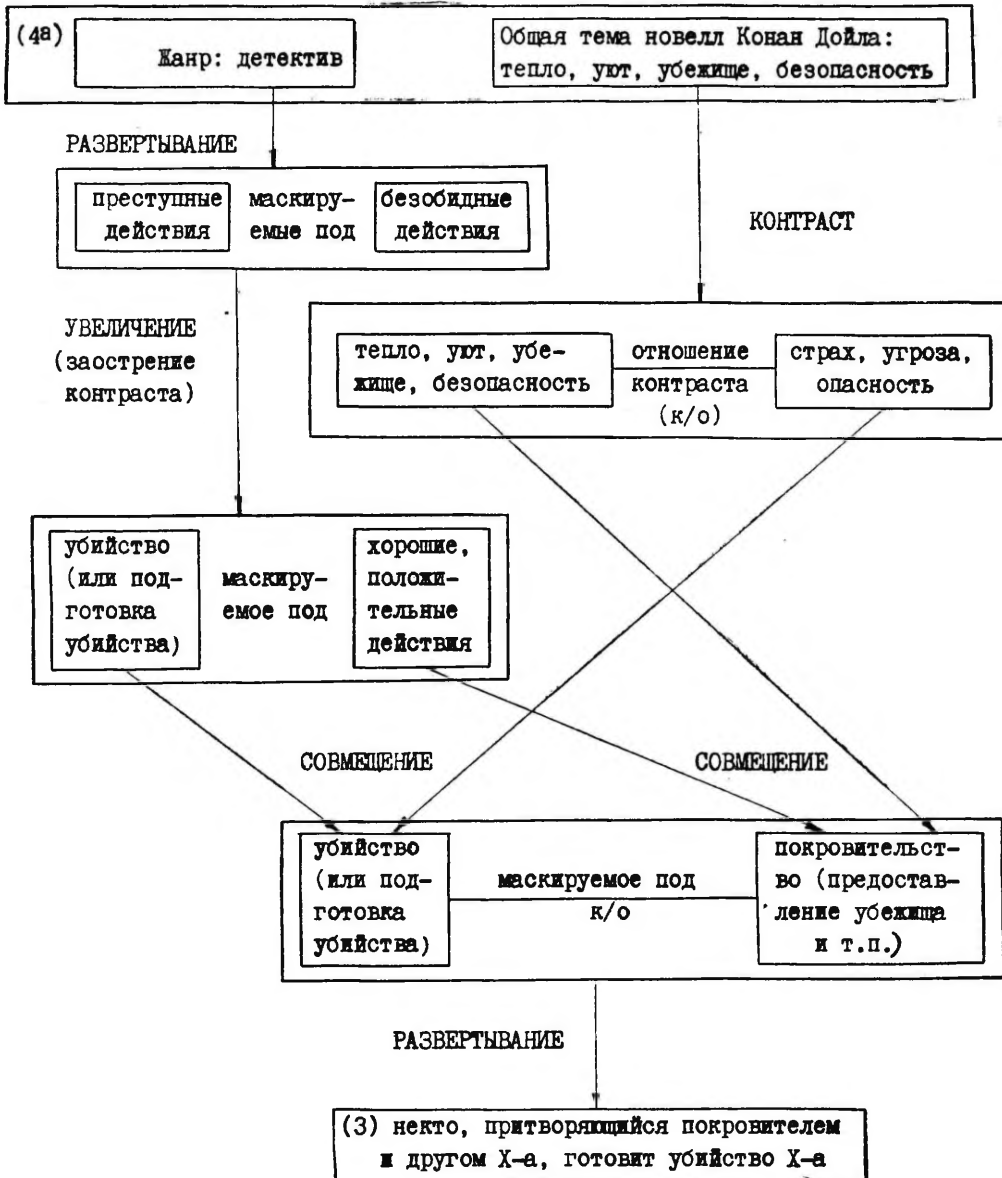 (4а)
Жанр: детектив
Общая тема новелл Конан Дойла:
тепло, уют, убежище, безопасность
РАЗВЕРТЫВАНИЕ
преступные
действия
маскиру-
емые под
безобидные
действия
КОНТРАСТ
УВЕЛИЧЕНИЕ
(заострение
контраста)
тепло, уют, убе-
жище, безопасность
отношение
контраста
(к/о)
страх, угроза,
опасность
убийство
(или под-
готовка
убийства)
маскиру-
емое под
хорошие,
положи-
тельные
действия
СОВМЕЩЕНИЕ
СОВМЕЩЕНИЕ
убийство
(или под-
готовка
убийства)
маскируемое под
к/о
покровительст-
во (предостав-
ление убежища
и т.п.)
РАЗВЕРТЫВАНИЕ
(3) некто, притворяющийся покровителем
и другом Х-а, готовит убийство Х-а